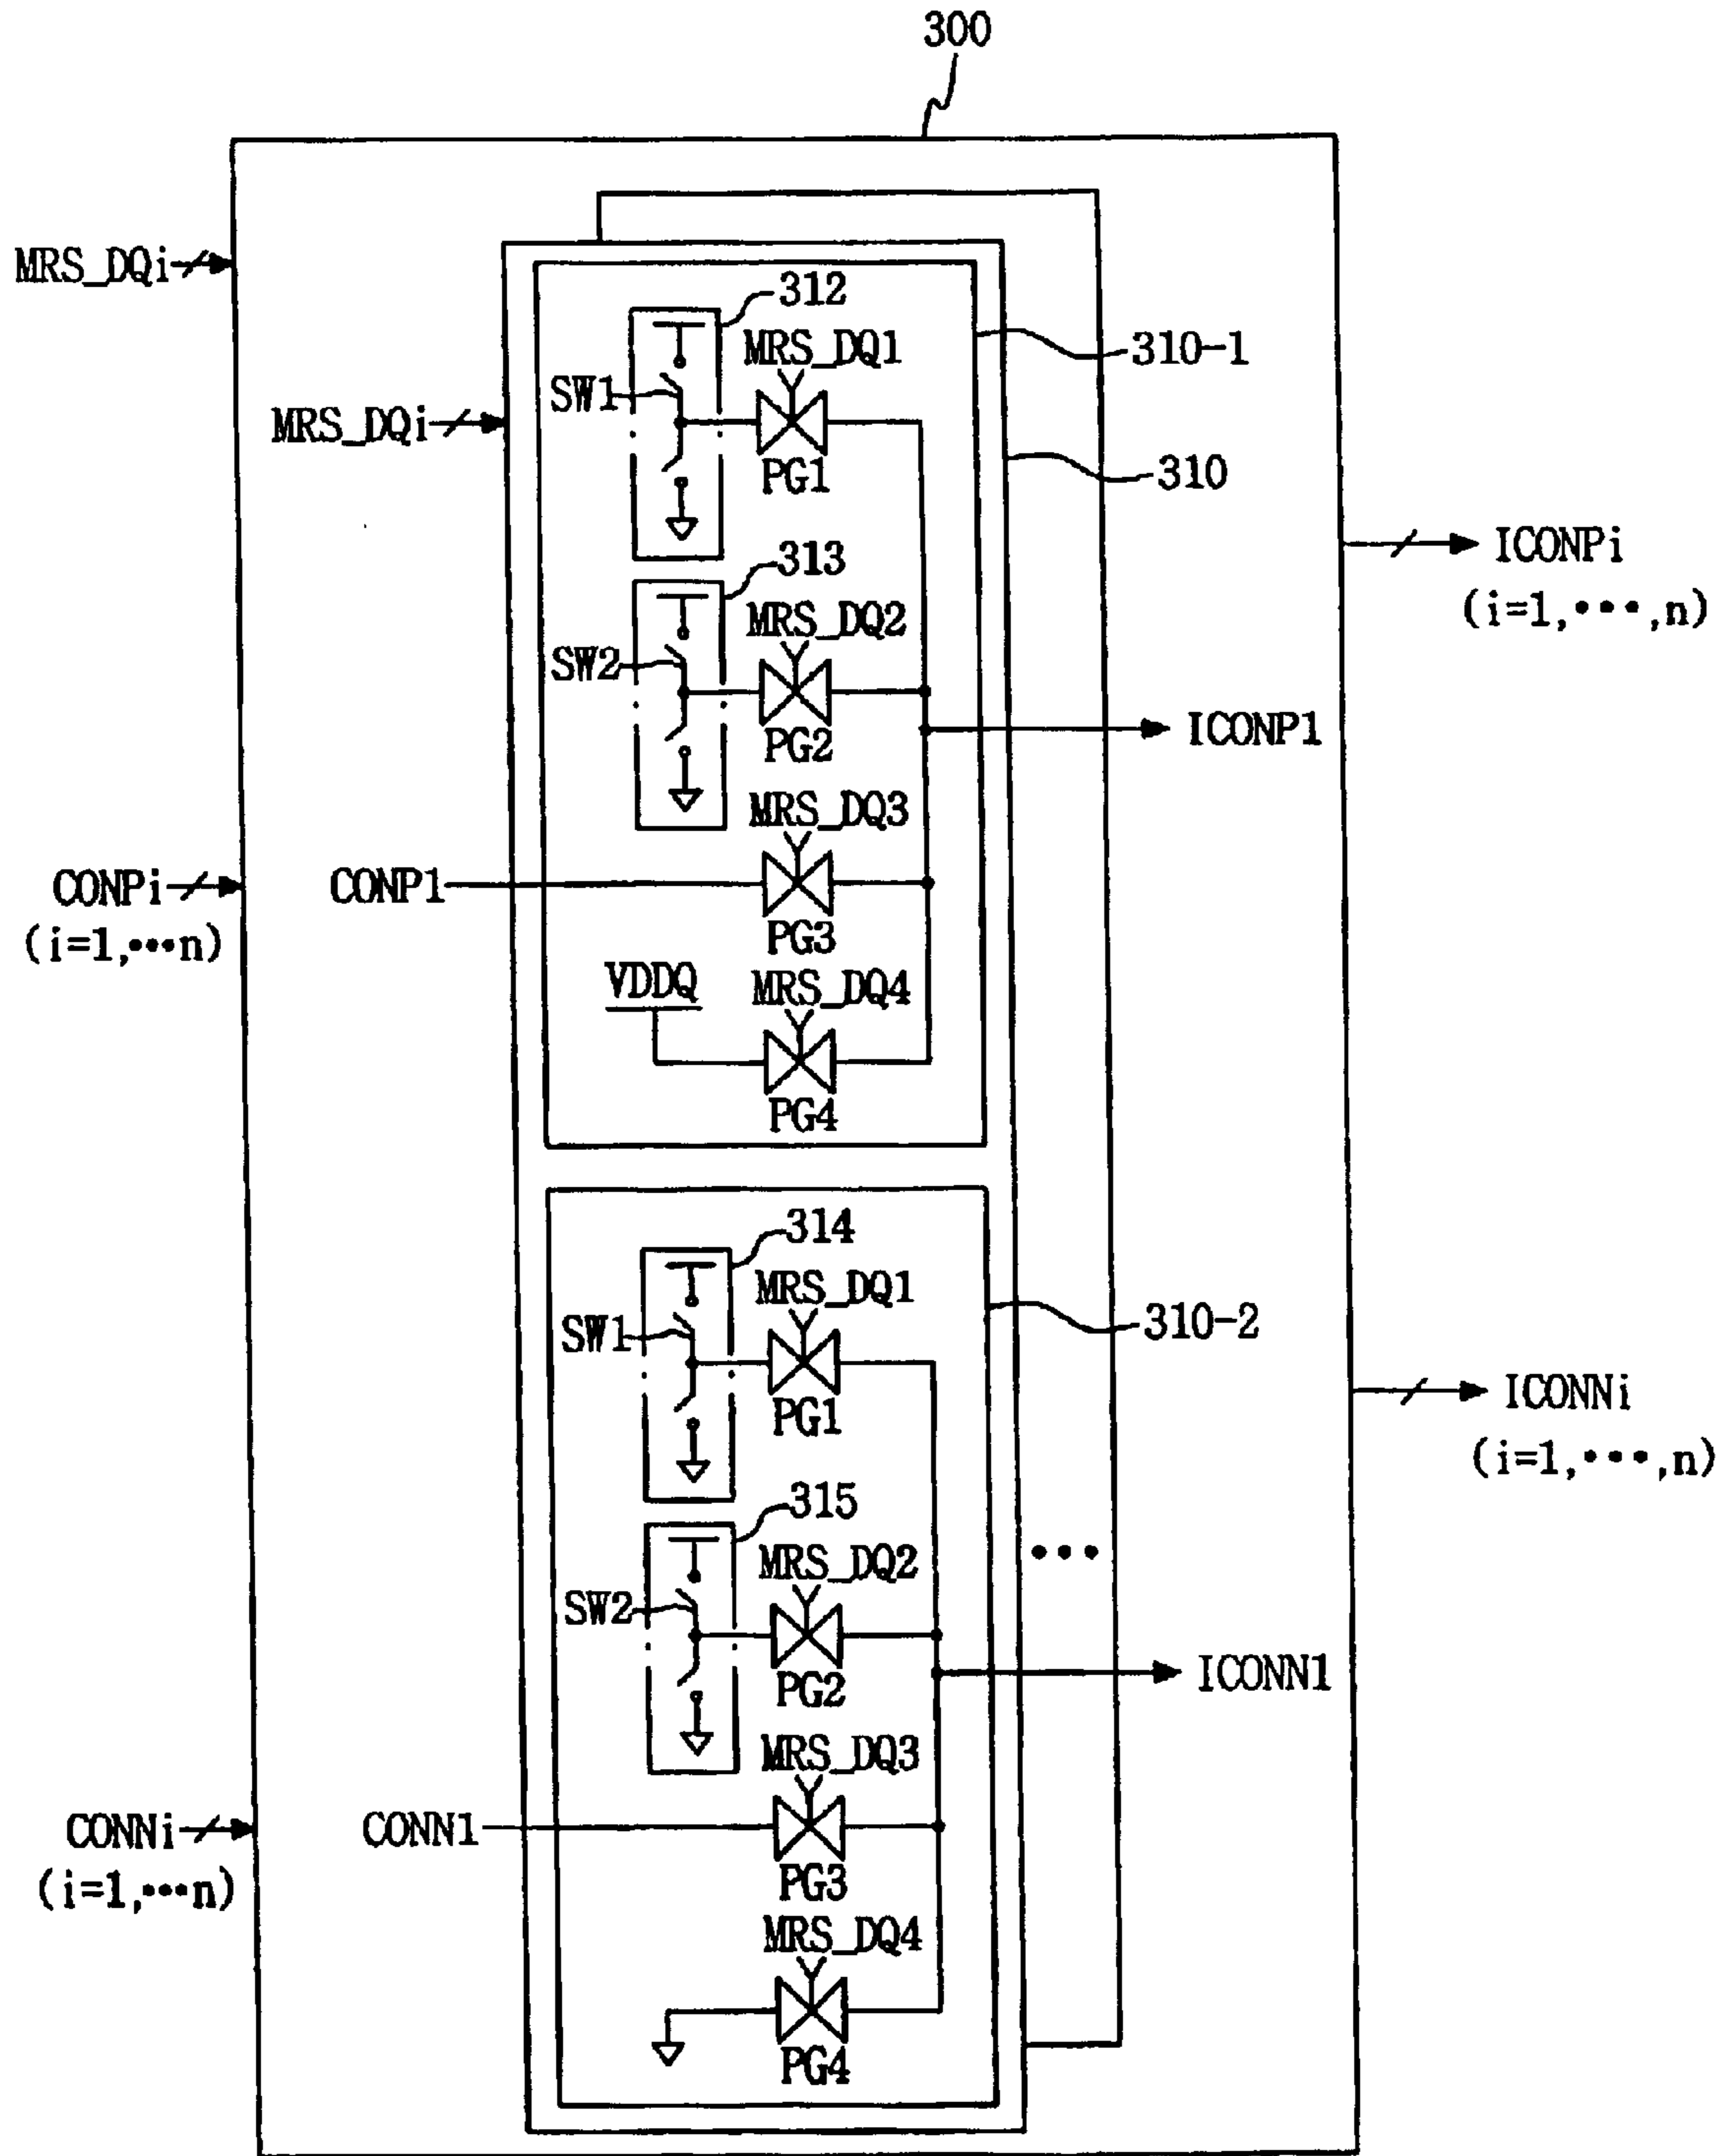 300
MRS_DQi
312
MRS_DQ1
310-1
SW1
MRS_DQi
PG1
310
ICONPi
(i=1,•••,n)
313
MRS_DQ2
SW2
PG2
ICONP1
MRS_DQ3
CONPi
(i=1,•••n)
CONP1
PG3
VDDQ
MRS_DQ4
PG4
314
MRS_DQ1
310-2
SW1
PG1
ICONNi
(i=1,•••,n)
315
•••
MRS_DQ2
SW2
PG2
ICONN1
MRS_DQ3
CONNi
(i=1,•••n)
CONN1
PG3
MRS_DQ4
PG4